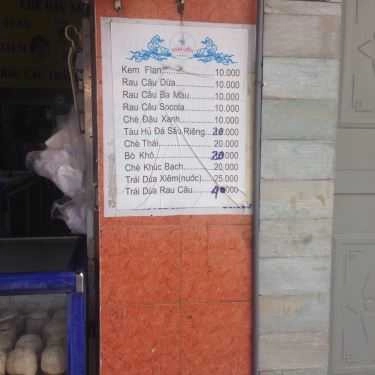 Kem Flan.................10.000
Rau Câu Dừa............10.000
Rau Câu Ba Màu.......10.000
Rau Câu Socola.........10.000
Chè Đậu Xanh...........10.000
Tàu Hủ Đá Sầu Riêng..20.000
Chè Thái....................20.000
Bò Khô......................20.000
Chè Khúc Bạch..........20,000
Trái Dừa Xiêm(nước)....25.000
Trái Dừa Rau Câu......40.000